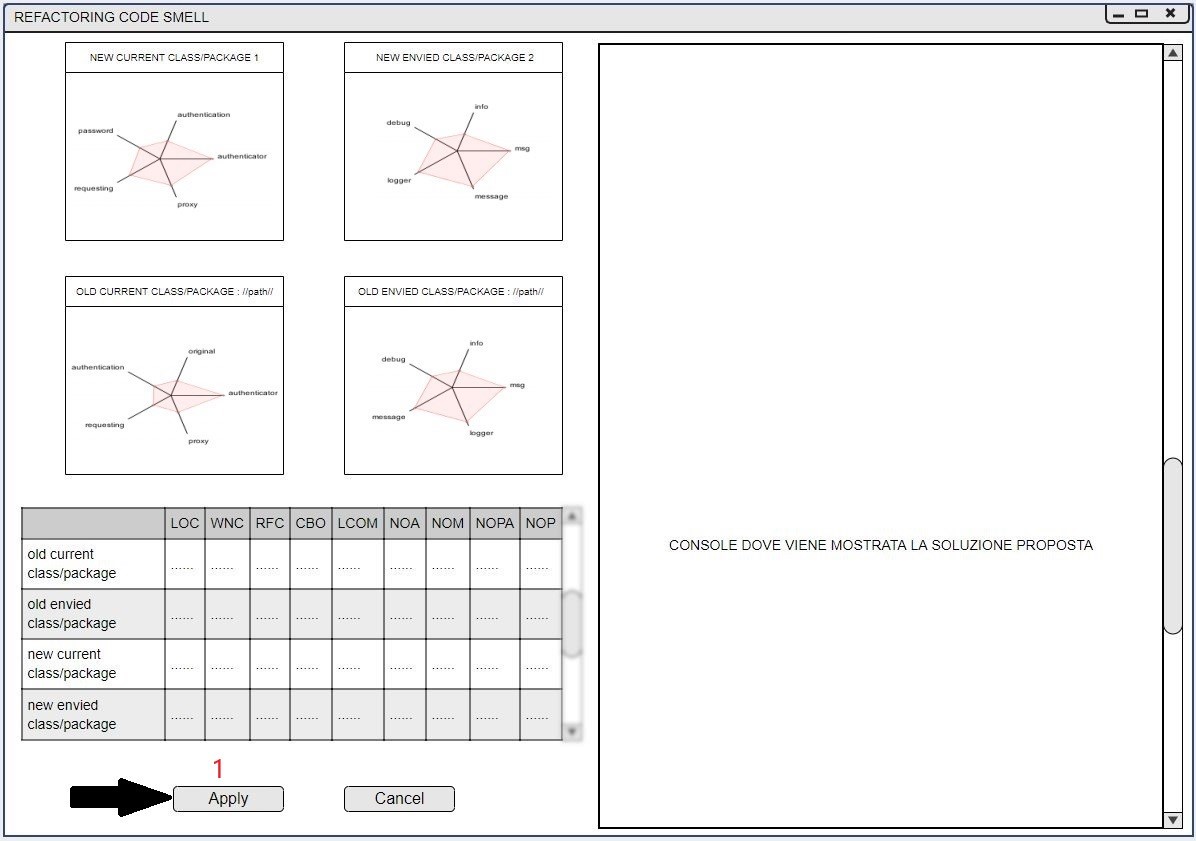 REFACTORING CODE SMELL
NEW CURRENT CLASS/PACKAGE 1
authentication
password
authenticator
requesting
proxy
NEW ENVIED CLASS/PACKAGE 2
info
debug
msg
logger
message
OLD CURRENT CLASS/PACKAGE : //path//
original
authentication
authenticator
requesting
proxy
OLD ENVIED CLASS/PACKAGE : //path//
info
debug
msg
message
logger
LOC WNC RFC CBO LCOM NOA NOM NOPA NOP
old current
class/package ...... ...... ...... ...... ...... ...... ...... ...... ......
old envied
class/package ...... ...... ...... ...... ...... ...... ...... ...... ......
new current
class/package ...... ...... ...... ...... ...... ...... ...... ...... ......
new envied
class/package ...... ...... ...... ...... ...... ...... ...... ...... ......
1
Apply Cancel
CONSOLE DOVE VIENE MOSTRATA LA SOLUZIONE PROPOSTA